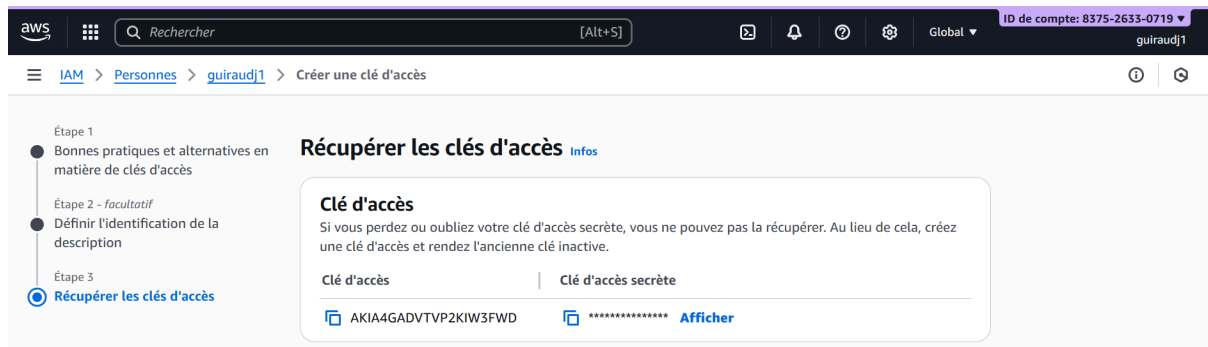 aws
Rechercher [Alt+S]
Global ▼
ID de compte: 8375-2633-0719 ▼
guiraudj1
IAM > Personnes > guiraudj1 > Créer une clé d'accès
Étape 1
Bonnes pratiques et alternatives en
matière de clés d'accès
Étape 2 - facultatif
Définir l'identification de la
description
Étape 3
Récupérer les clés d'accès
Récupérer les clés d'accès Infos
Clé d'accès
Si vous perdez ou oubliez votre clé d'accès secrète, vous ne pouvez pas la récupérer. Au lieu de cela, créez
une clé d'accès et rendez l'ancienne clé inactive.
Clé d'accès
Clé d'accès secrète
AKIA4GADVTVP2KIW3FWD
*************** Afficher